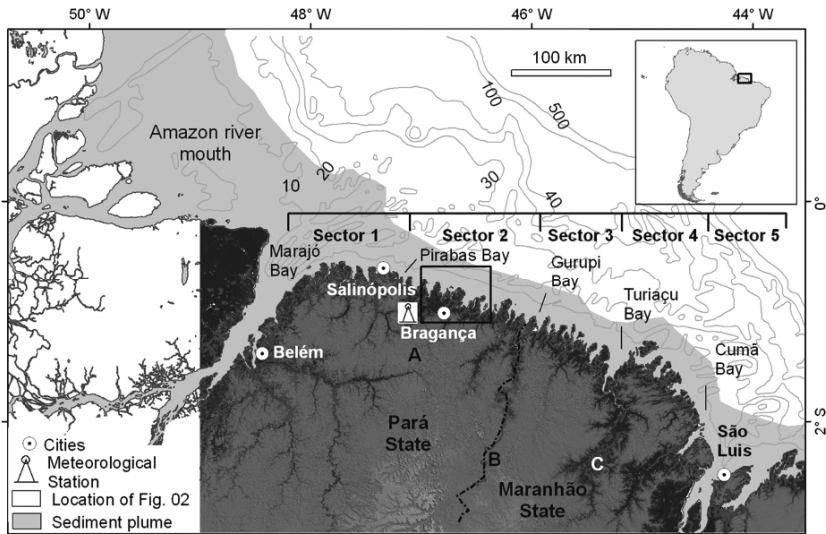 50° W
48° W
46° W
44° W
100 km
100
500
Amazon river
mouth
20
10
30
40
0°
Sector 1
Sector 2
Sector 3
Sector 4
Sector 5
Marajó
Bay
Pirabas Bay
Gurupi
Bay
Salinópolis
Turiaçu
Bay
Bragança
Belém
A
Cumã
Bay
Pará
State
2°S
São
Luis
B
C
Maranhão
State
Cities
Meteorological
Station
Location of Fig. 02
Sediment plume